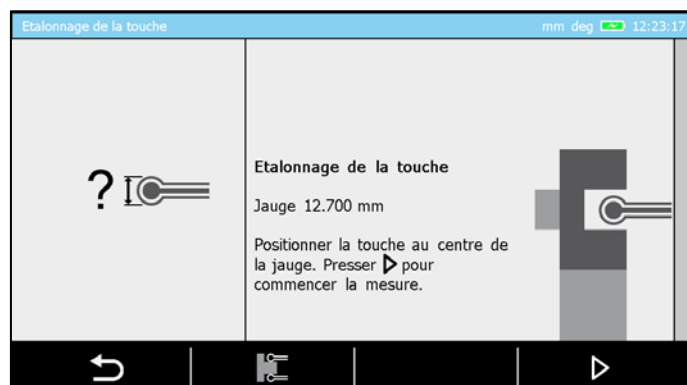 Etalonnage de la touche mm deg 12:23:17
?
Etalonnage de la touche
Jauge 12.700 mm
Positionner la touche au centre de
la jauge. Presser ▷ pour
commencer la mesure.